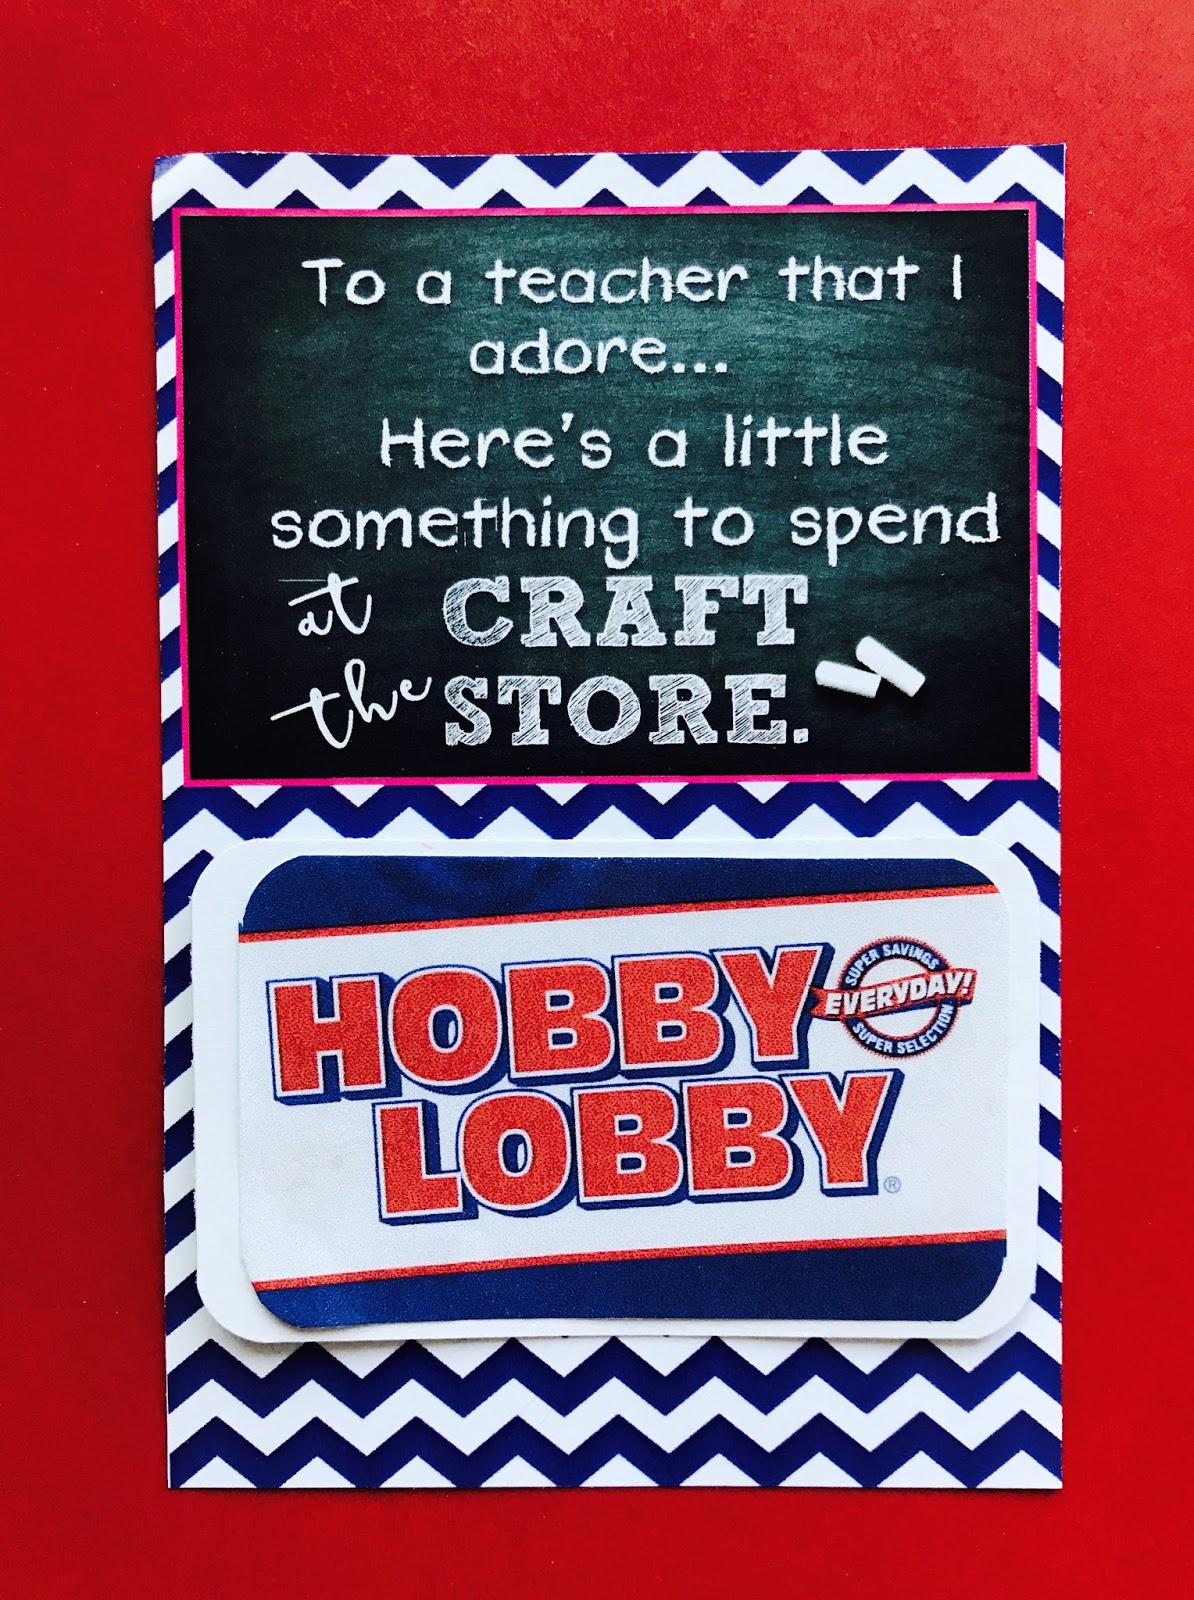 To a teacher that I
adore...
Here's a little
something to spend
at CRAFT
the STORE.
HOBBY
LOBBY®
SUPER SAVINGS
EVERYDAY!
SUPER SELECTION